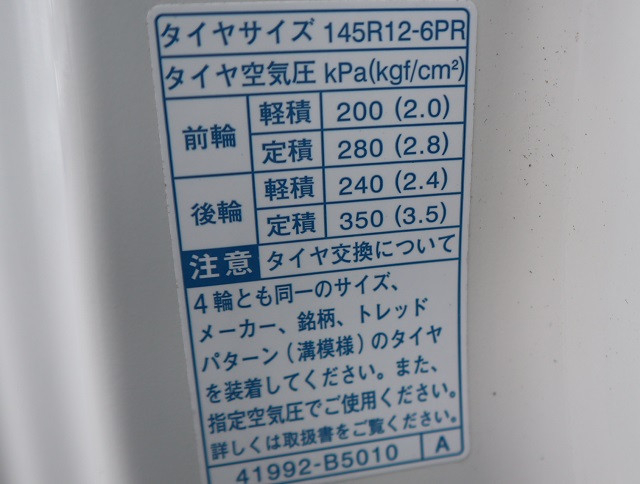 タイヤサイズ 145R12-6PR
タイヤ空気圧 kPa(kgf/cm²)
前輪 軽積 200 (2.0)
定積 280 (2.8)
後輪 軽積 240 (2.4)
定積 350 (3.5)
注意 タイヤ交換について
4輪とも同一のサイズ、
メーカー、銘柄、トレッド
パターン(溝模様)のタイヤ
を装着してください。また、
指定空気圧でご使用ください。
詳しくは取扱書をご覧ください。
41992-B5010 A